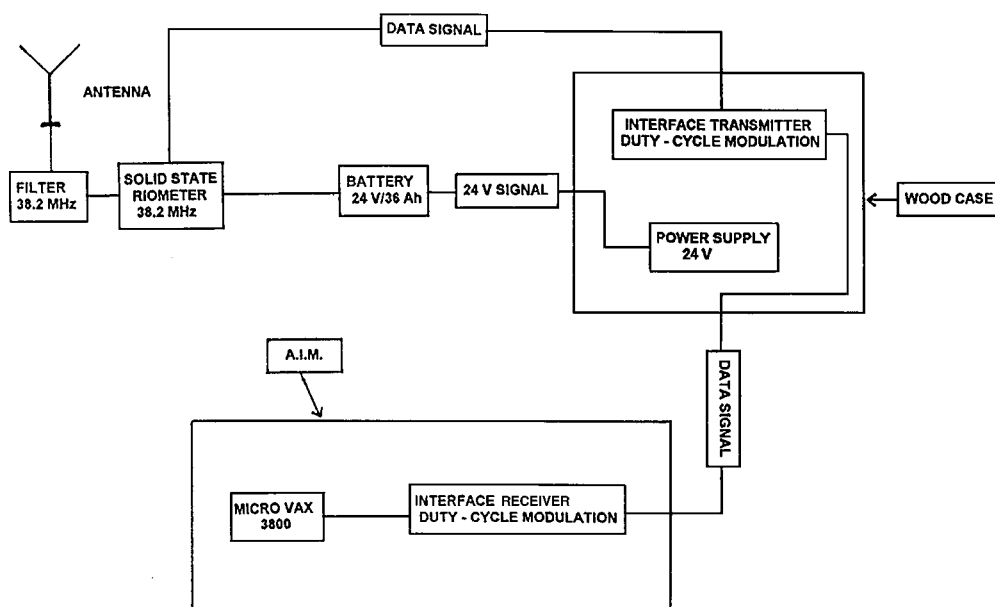 DATA SIGNAL
ANTENNA
INTERFACE TRANSMITTER
DUTY - CYCLE MODULATION
FILTER
38.2 MHz
SOLID STATE
RIOMETER
38.2 MHz
BATTERY
24 V/36 Ah
24 V SIGNAL
WOOD CASE
POWER SUPPLY
24 V
A.I.M.
DATA SIGNAL
MICRO VAX
3800
INTERFACE RECEIVER
DUTY - CYCLE MODULATION